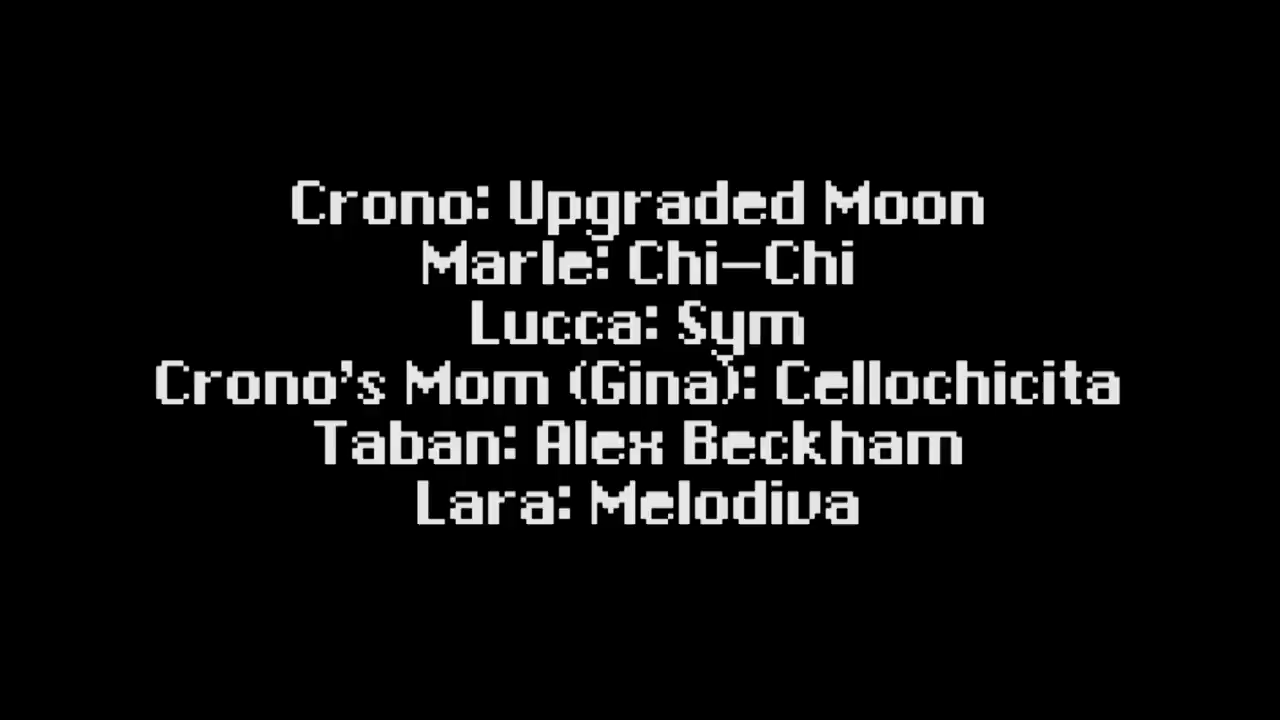 Crono: Upgraded Moon
Marle: Chi-Chi
Lucca: Sym
Crono's Mom (Gina): Cellochicita
Taban: Alex Beckham
Lara: Melodiva